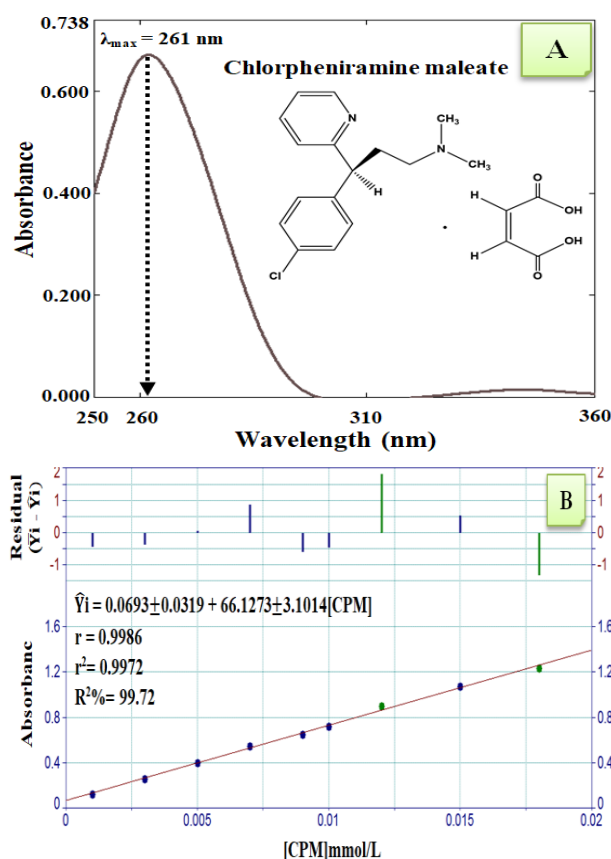 0.738
λmax = 261 nm
A
Chlorpheniramine maleate
0.600
0.400
0.200
0.000
Absorbance
N
CH3
N
CH3
H
Cl
O
H
OH
H
OH
O
250
260
310
360
Wavelength (nm)
2
1
0
-1
Residual
(Ȳi - Ŷi)
2
1
0
-1
B
Ŷi = 0.0693±0.0319 + 66.1273±3.1014[CPM]
r = 0.9986
r²= 0.9972
R²%= 99.72
Absorbanc
1.6
1.2
0.8
0.4
0
1.6
1.2
0.8
0.4
0
0
0.005
0.01
0.015
0.02
[CPM]mmol/L